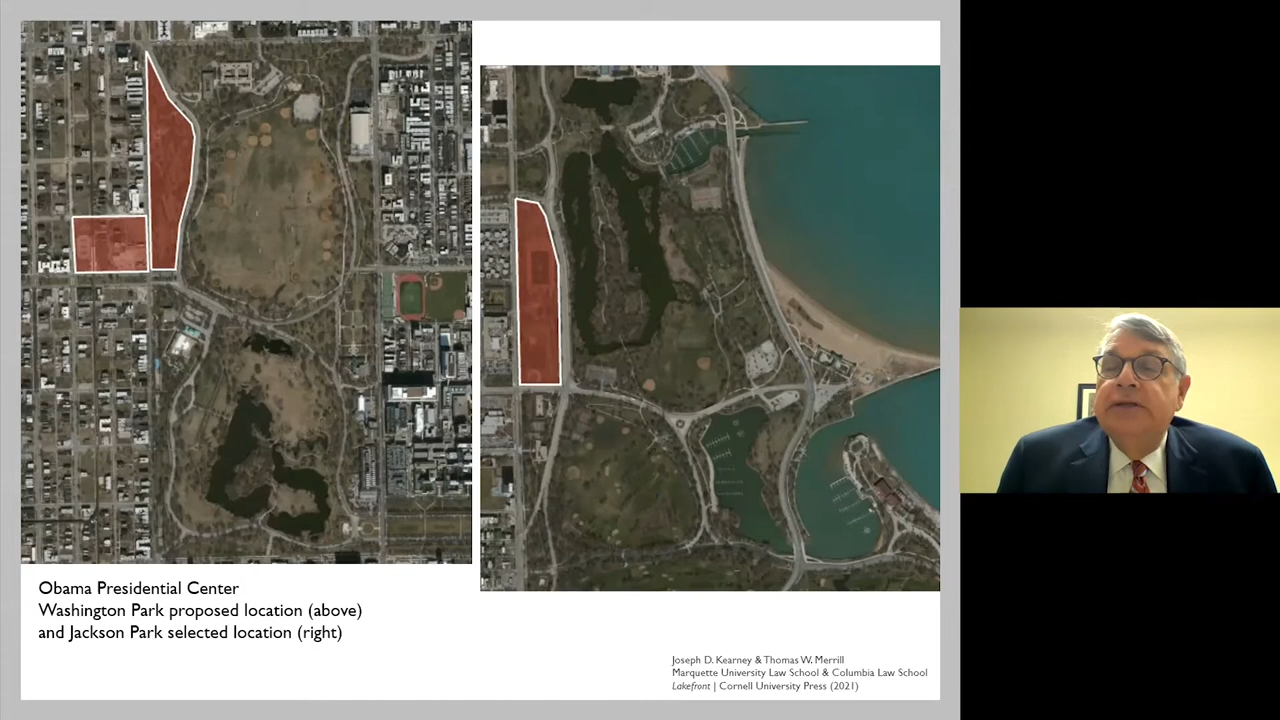 Obama Presidential Center
Washington Park proposed location (above)
and Jackson Park selected location (right)
Joseph D. Kearney & Thomas W. Merrill
Marquette University Law School & Columbia Law School
Lakefront | Cornell University Press (2021)